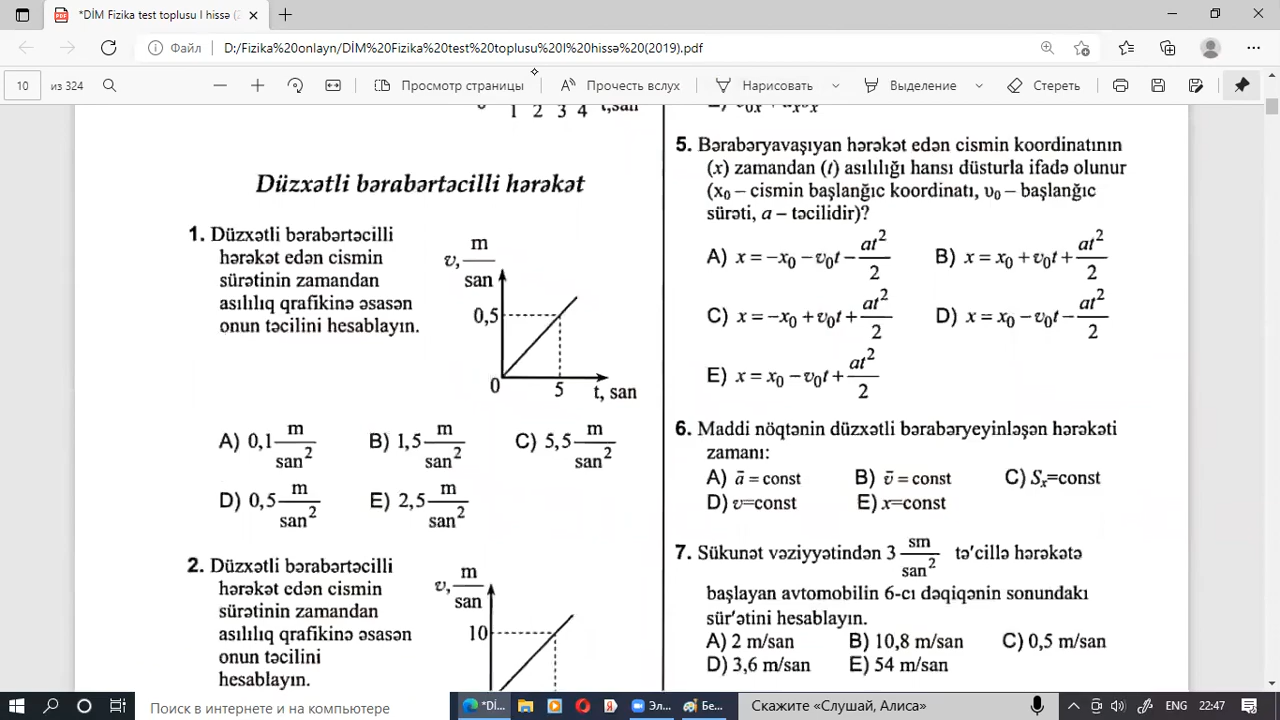 *DİM Fizika test toplusu I hissə (2
Файл
D:/Fizika%20onlayn/DİM%20Fizika%20test%20toplusu%20I%20hissə%20(2019).pdf
10 из 324
Просмотр страницы
Прочесть вслух
Нарисовать
Выделение
Стереть
1 2 3 4 t,san
Düzxətli bərabərtəcilli hərəkət
1. Düzxətli bərabərtəcilli
hərəkət edən cismin
sürətinin zamandan
asılılıq qrafikinə əsasən
onun təcilini hesablayın.
υ, m/san
0,5
0 5 t, san
A) 0,1 m/san² B) 1,5 m/san² C) 5,5 m/san²
D) 0,5 m/san² E) 2,5 m/san²
2. Düzxətli bərabərtəcilli
hərəkət edən cismin
sürətinin zamandan
asılılıq qrafikinə əsasən
onun təcilini
hesablayın.
υ, m/san
10
5. Bərabəryavaşıyan hərəkət edən cismin koordinatının
(x) zamandan (t) asılılığı hansı düsturla ifadə olunur
(x₀ – cismin başlanğıc koordinatı, υ₀ – başlanğıc
sürəti, a – təcilidir)?
A) x = −x₀ − υ₀t − at²/2 B) x = x₀ + υ₀t + at²/2
C) x = −x₀ + υ₀t + at²/2 D) x = x₀ − υ₀t − at²/2
E) x = x₀ − υ₀t + at²/2
6. Maddi nöqtənin düzxətli bərabəryeyinləşən hərəkəti
zamanı:
A) ā = const B) ῡ = const C) Sₓ=const
D) υ=const E) x=const
7. Sükunət vəziyyətindən 3 sm/san² tə'cillə hərəkətə
başlayan avtomobilin 6-cı dəqiqənin sonundakı
sür'ətini hesablayın.
A) 2 m/san B) 10,8 m/san C) 0,5 m/san
D) 3,6 m/san E) 54 m/san
Поиск в интернете и на компьютере
*Dİ...
Эл...
Бе...
Скажите «Слушай, Алиса»
ENG 22:47